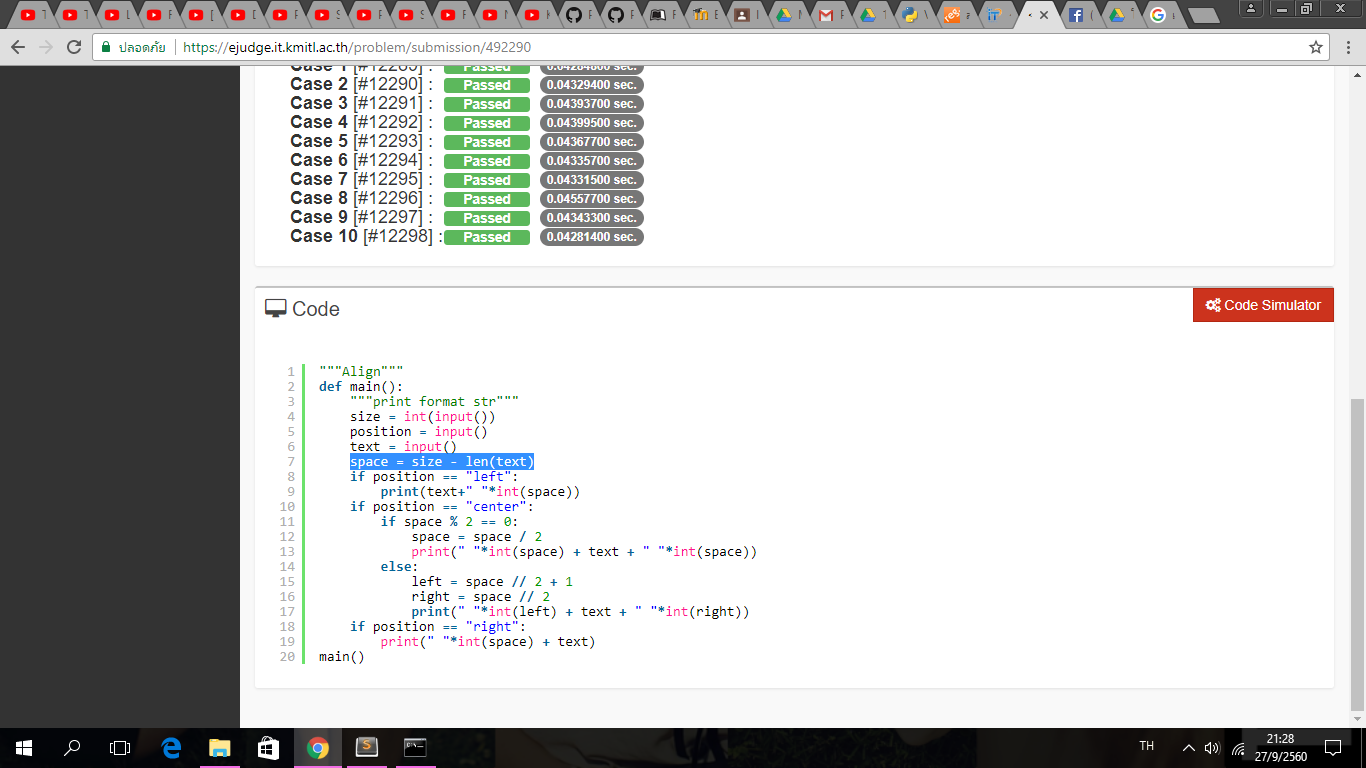 ปลอดภัย https://ejudge.it.kmitl.ac.th/problem/submission/492290
Case 2 [#12290] : Passed 0.04329400 sec.
Case 3 [#12291] : Passed 0.04393700 sec.
Case 4 [#12292] : Passed 0.04399500 sec.
Case 5 [#12293] : Passed 0.04367700 sec.
Case 6 [#12294] : Passed 0.04335700 sec.
Case 7 [#12295] : Passed 0.04331500 sec.
Case 8 [#12296] : Passed 0.04557700 sec.
Case 9 [#12297] : Passed 0.04343300 sec.
Case 10 [#12298] : Passed 0.04281400 sec.
Code
Code Simulator
1 """Align"""
2 def main():
3     """print format str"""
4     size = int(input())
5     position = input()
6     text = input()
7     space = size - len(text)
8     if position == "left":
9         print(text+" "*int(space))
10     if position == "center":
11         if space % 2 == 0:
12             space = space / 2
13             print(" "*int(space) + text + " "*int(space))
14         else:
15             left = space // 2 + 1
16             right = space // 2
17             print(" "*int(left) + text + " "*int(right))
18     if position == "right":
19         print(" "*int(space) + text)
20 main()
TH
21:28
27/9/2560